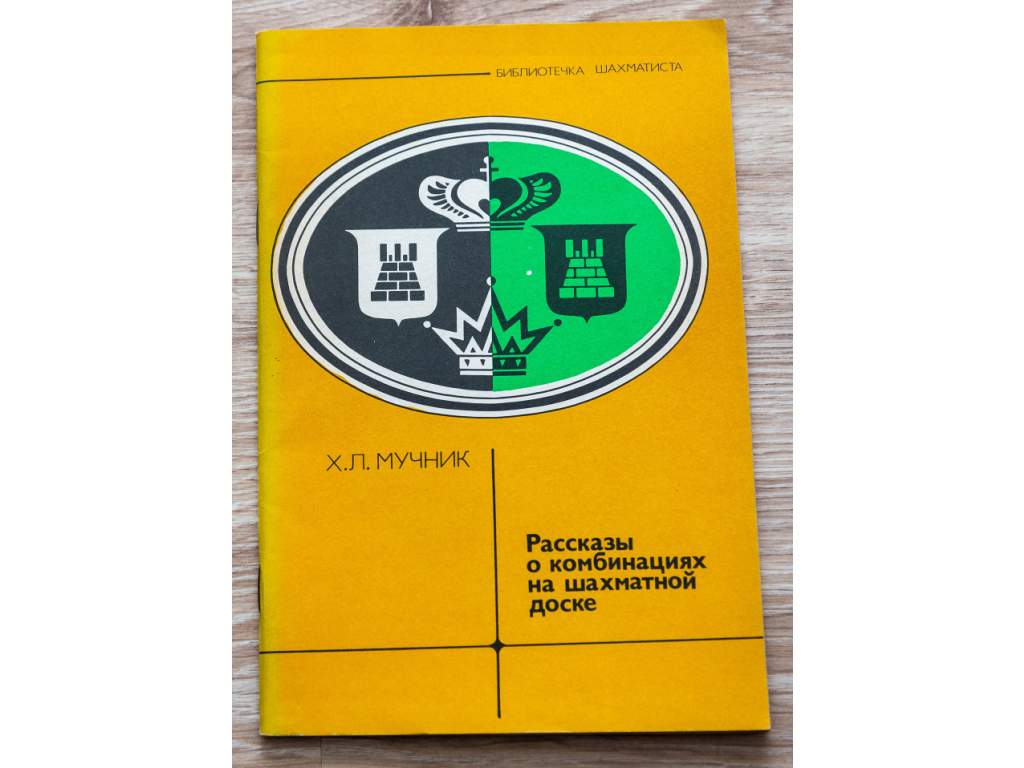 БИБЛИОТЕЧКА ШАХМАТИСТА
Х.Л. МУЧНИК
Рассказы
о комбинациях
на шахматной
доске